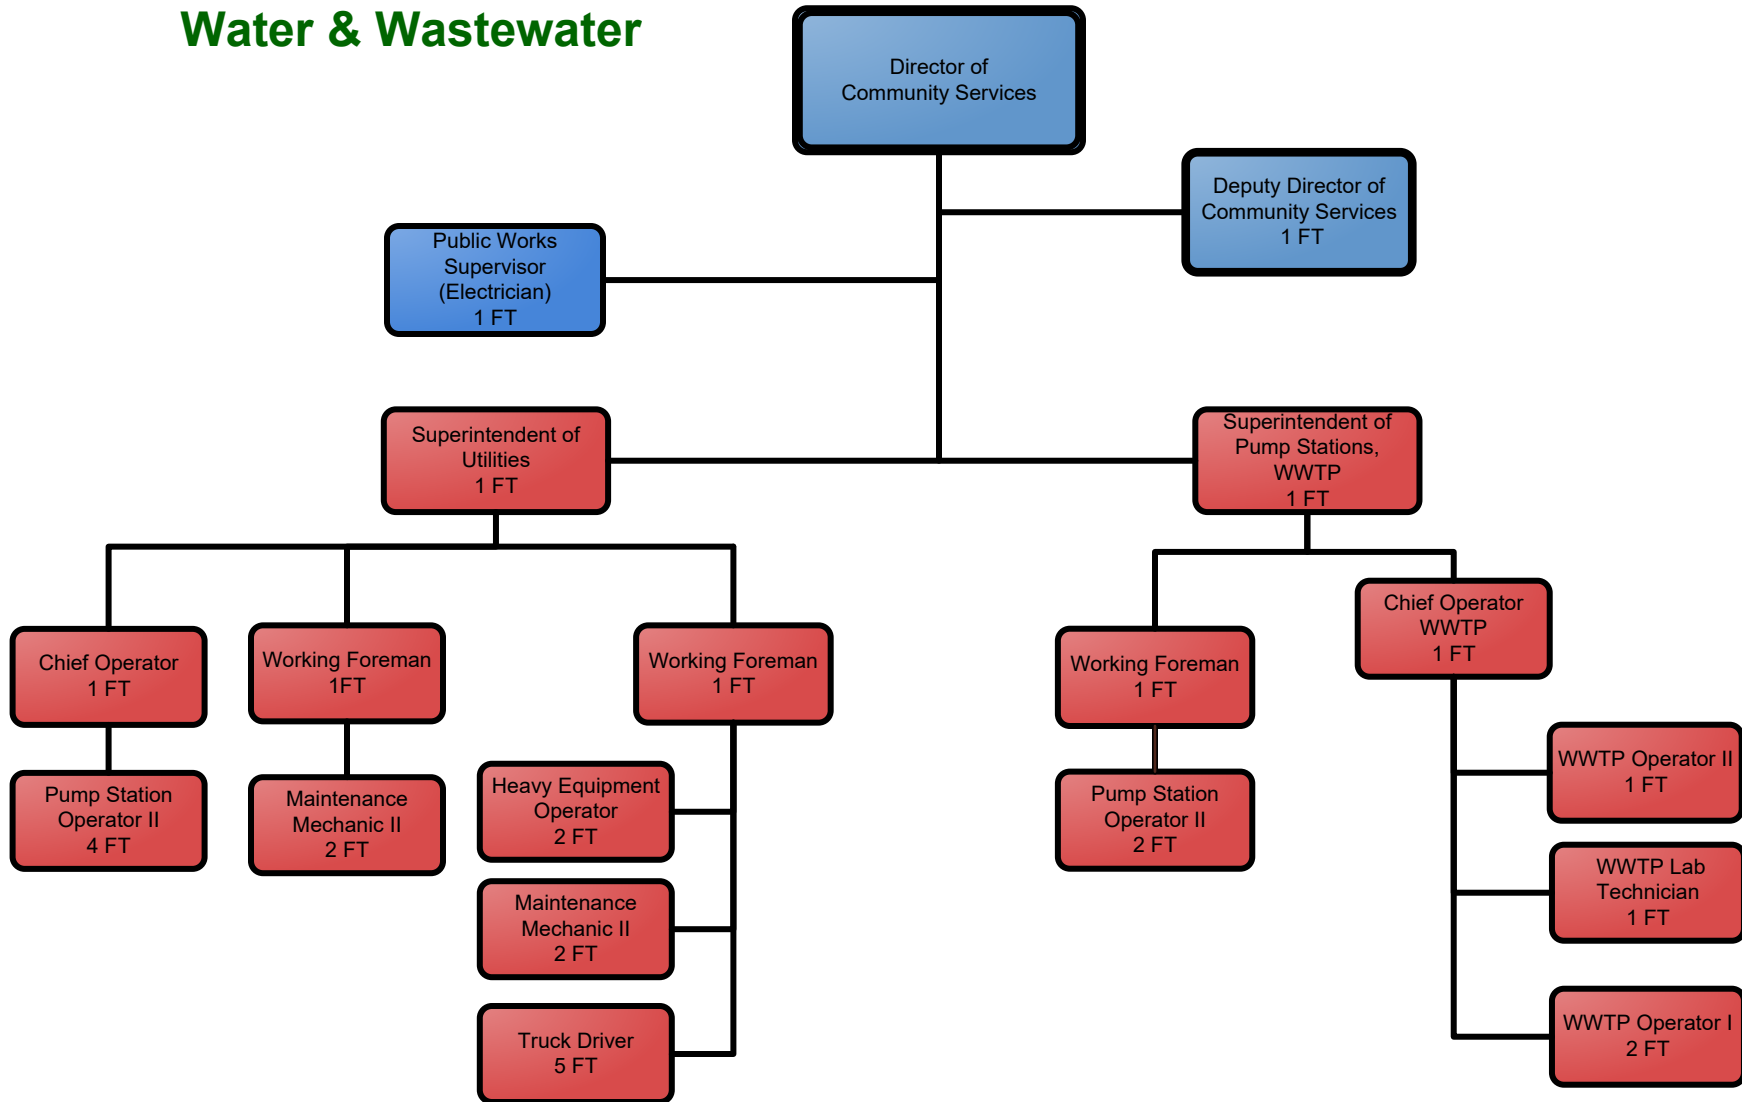 Water & Wastewater
Director of
Community Services
Deputy Director of
Community Services
1 FT
Public Works
Supervisor
(Electrician)
1 FT
Superintendent of
Utilities
1 FT
Superintendent of
Pump Stations,
WWTP
1 FT
Chief Operator
1 FT
Working Foreman
1FT
Working Foreman
1 FT
Working Foreman
1 FT
Chief Operator
WWTP
1 FT
Pump Station
Operator II
4 FT
Maintenance
Mechanic II
2 FT
Heavy Equipment
Operator
2 FT
Maintenance
Mechanic II
2 FT
Truck Driver
5 FT
Pump Station
Operator II
2 FT
WWTP Operator II
1 FT
WWTP Lab
Technician
1 FT
WWTP Operator I
2 FT